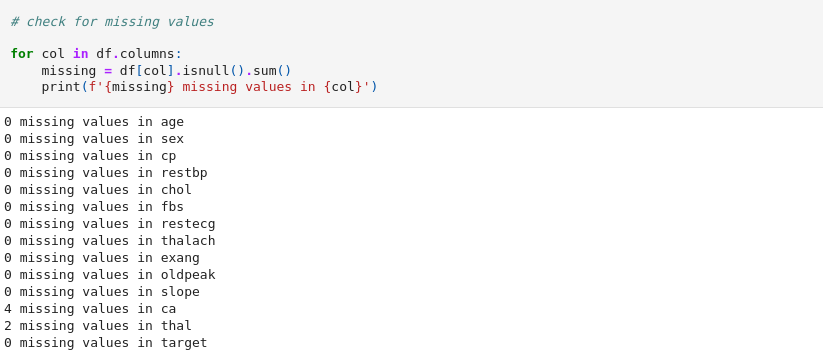 # check for missing values
for col in df.columns:
    missing = df[col].isnull().sum()
    print(f'{missing} missing values in {col}')
0 missing values in age
0 missing values in sex
0 missing values in cp
0 missing values in restbp
0 missing values in chol
0 missing values in fbs
0 missing values in restecg
0 missing values in thalach
0 missing values in exang
0 missing values in oldpeak
0 missing values in slope
4 missing values in ca
2 missing values in thal
0 missing values in target